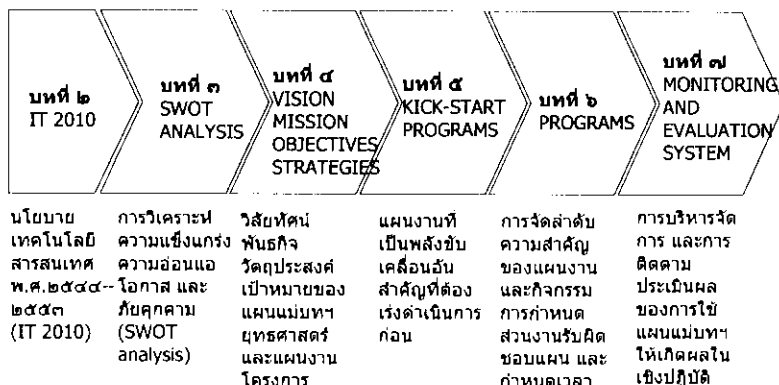 บทที่ ๒
IT 2010
บทที่ ๓
SWOT
ANALYSIS
บทที่ ๔
VISION
MISSION
OBJECTIVES
STRATEGIES
บทที่ ๕
KICK-START
PROGRAMS
บทที่ ๖
PROGRAMS
บทที่ ๗
MONITORING
AND
EVALUATION
SYSTEM
นโยบาย
เทคโนโลยี
สารสนเทศ
พ.ศ.๒๕๔๔--
๒๕๕๓
(IT 2010)
การวิเคราะห์
ความแข็งแกร่ง
ความอ่อนแอ
โอกาส และ
ภัยคุกคาม
(SWOT
analysis)
วิสัยทัศน์
พันธกิจ
วัตถุประสงค์
เป้าหมายของ
แผนแม่บทฯ
ยุทธศาสตร์
และแผนงาน
โครงการ
แผนงานที่
เป็นพลังขับ
เคลื่อนอัน
สำคัญที่ต้อง
เร่งดำเนินการ
ก่อน
การจัดลำดับ
ความสำคัญ
ของแผนงาน
และกิจกรรม
การกำหนด
ส่วนงานรับผิด
ชอบแผน และ
กำหนดเวลา
การบริหารจัด
การ และการ
ติดตาม
ประเมินผล
ของการใช้
แผนแม่บทฯ
ให้เกิดผลใน
เชิงปฏิบัติ